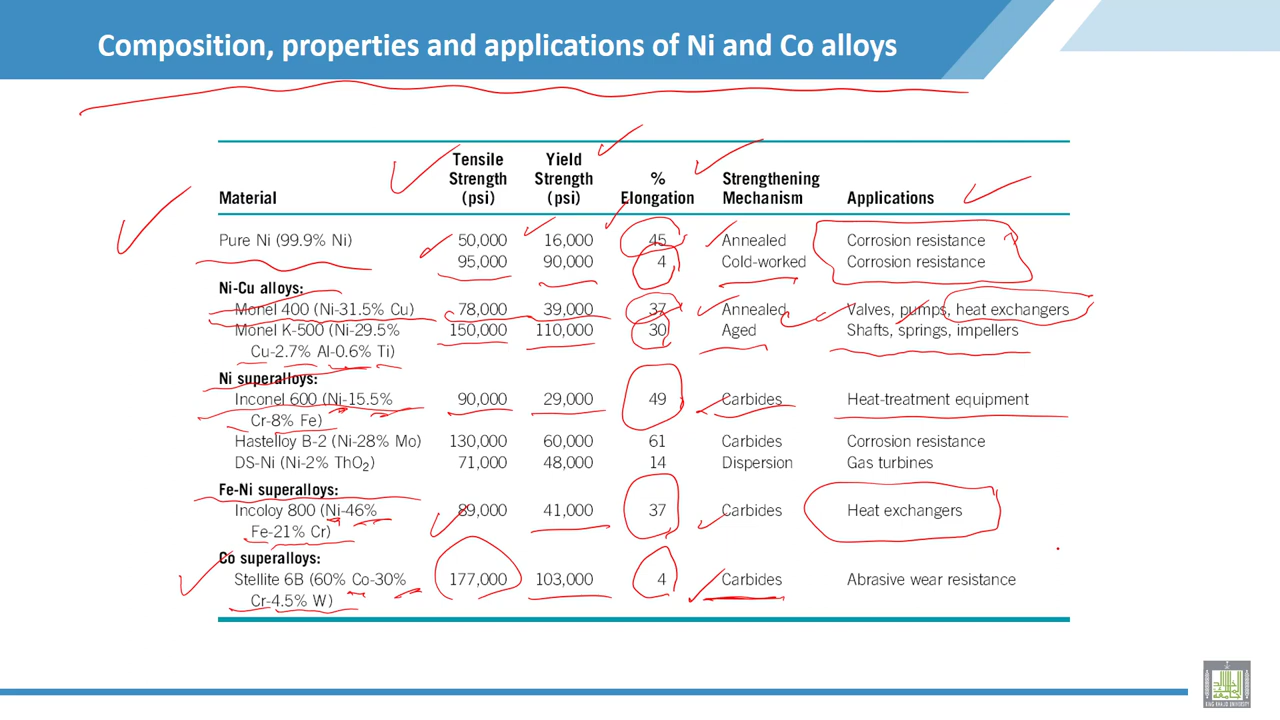 Composition, properties and applications of Ni and Co alloys
Material Tensile Strength (psi) Yield Strength (psi) % Elongation Strengthening Mechanism Applications
Pure Ni (99.9% Ni) 50,000 16,000 45 Annealed Corrosion resistance
95,000 90,000 4 Cold-worked Corrosion resistance
Ni-Cu alloys:
Monel 400 (Ni-31.5% Cu) 78,000 39,000 37 Annealed Valves, pumps, heat exchangers
Monel K-500 (Ni-29.5% 150,000 110,000 30 Aged Shafts, springs, impellers
Cu-2.7% Al-0.6% Ti)
Ni superalloys:
Inconel 600 (Ni-15.5% 90,000 29,000 49 Carbides Heat-treatment equipment
Cr-8% Fe)
Hastelloy B-2 (Ni-28% Mo) 130,000 60,000 61 Carbides Corrosion resistance
DS-Ni (Ni-2% ThO₂) 71,000 48,000 14 Dispersion Gas turbines
Fe-Ni superalloys:
Incoloy 800 (Ni-46% 89,000 41,000 37 Carbides Heat exchangers
Fe-21% Cr)
Co superalloys:
Stellite 6B (60% Co-30% 177,000 103,000 4 Carbides Abrasive wear resistance
Cr-4.5% W)